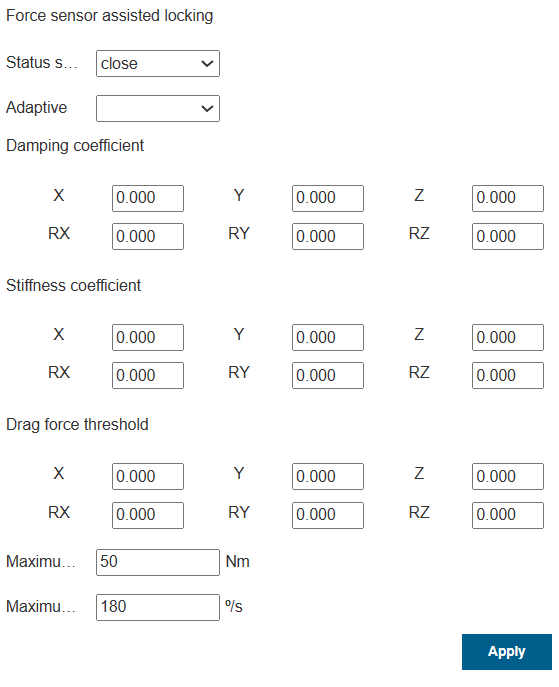 Force sensor assisted locking
Status s... close
Adaptive
Damping coefficient
X 0.000 Y 0.000 Z 0.000
RX 0.000 RY 0.000 RZ 0.000
Stiffness coefficient
X 0.000 Y 0.000 Z 0.000
RX 0.000 RY 0.000 RZ 0.000
Drag force threshold
X 0.000 Y 0.000 Z 0.000
RX 0.000 RY 0.000 RZ 0.000
Maximu... 50 Nm
Maximu... 180 º/s
Apply